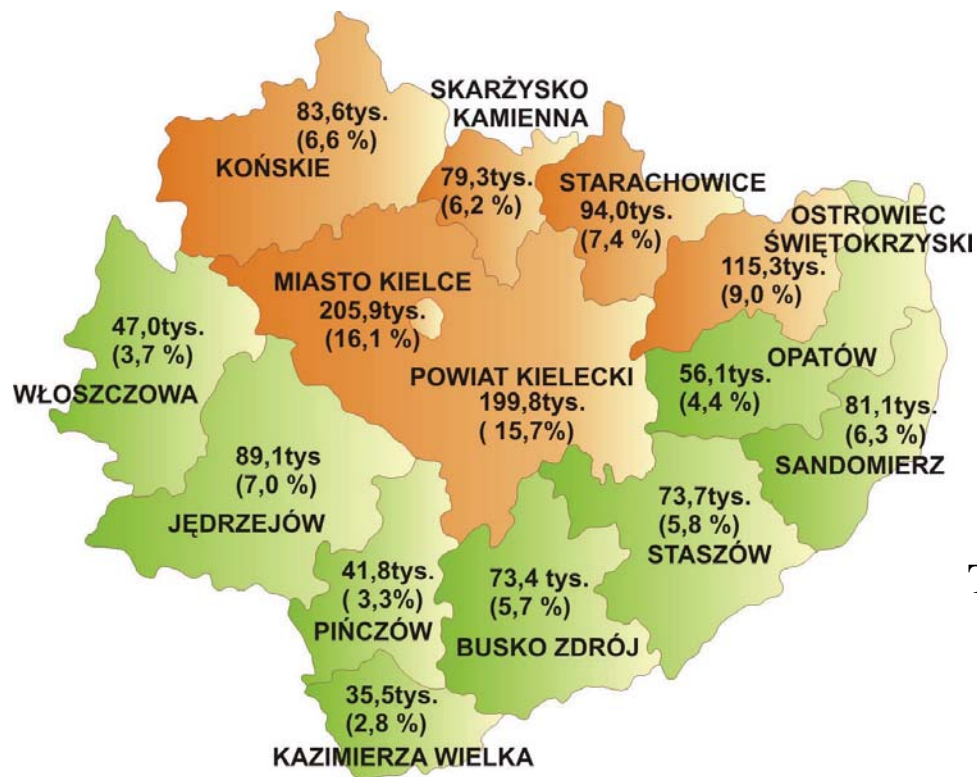 83,6tys.
(6,6 %)
KOŃSKIE
SKARŻYSKO
KAMIENNA
79,3tys.
(6,2 %)
STARACHOWICE
94,0tys.
(7,4 %)
OSTROWIEC
ŚWIĘTOKRZYSKI
115,3tys.
(9,0 %)
MIASTO KIELCE
205,9tys.
(16,1 %)
47,0tys.
(3,7 %)
WŁOSZCZOWA
POWIAT KIELECKI
199,8tys.
( 15,7%)
OPATÓW
56,1tys.
(4,4 %)
81,1tys.
(6,3 %)
SANDOMIERZ
89,1tys
(7,0 %)
JĘDRZEJÓW
73,7tys.
(5,8 %)
STASZÓW
41,8tys.
( 3,3%)
PIŃCZÓW
73,4 tys.
(5,7 %)
BUSKO ZDRÓJ
35,5tys.
(2,8 %)
KAZIMIERZA WIELKA